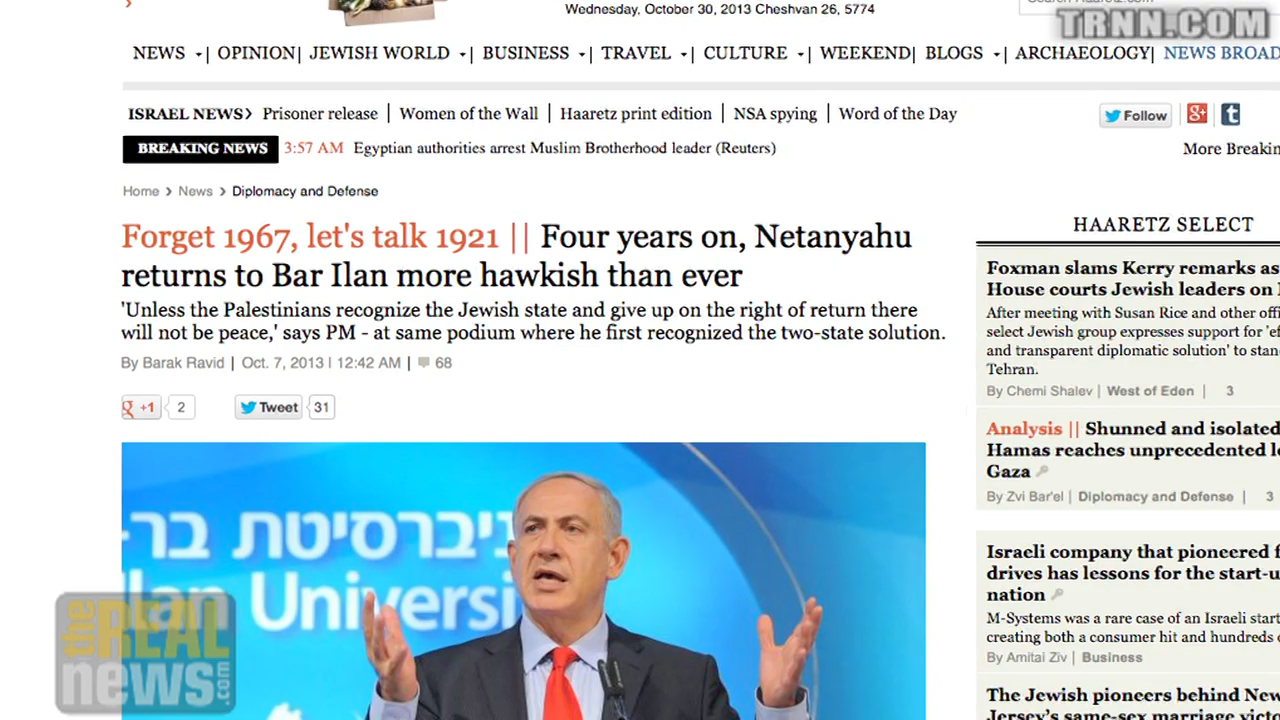 Wednesday, October 30, 2013 Cheshvan 26, 5774
TRNN.COM
NEWS | OPINION | JEWISH WORLD | BUSINESS | TRAVEL | CULTURE | WEEKEND | BLOGS | ARCHAEOLOGY | NEWS BROAD
ISRAEL NEWS> Prisoner release | Women of the Wall | Haaretz print edition | NSA spying | Word of the Day
Follow
BREAKING NEWS 3:57 AM Egyptian authorities arrest Muslim Brotherhood leader (Reuters)
More Breakin
Home > News > Diplomacy and Defense
Forget 1967, let's talk 1921 || Four years on, Netanyahu
returns to Bar Ilan more hawkish than ever
'Unless the Palestinians recognize the Jewish state and give up on the right of return there
will not be peace,' says PM - at same podium where he first recognized the two-state solution.
By Barak Ravid | Oct. 7, 2013 | 12:42 AM | 68
+1 2 Tweet 31
HAARETZ SELECT
Foxman slams Kerry remarks as
House courts Jewish leaders on
After meeting with Susan Rice and other offi
select Jewish group expresses support for 'ef
and transparent diplomatic solution' to stan
Tehran.
By Chemi Shalev | West of Eden | 3
Analysis || Shunned and isolated
Hamas reaches unprecedented l
Gaza
By Zvi Bar'el | Diplomacy and Defense | 3
Israeli company that pioneered f
drives has lessons for the start-u
nation
M-Systems was a rare case of an Israeli start
creating both a consumer hit and hundreds
By Amitai Ziv | Business
The Jewish pioneers behind New
Jersey's same-sex marriage victo
ניברסיטת בר-
Ilan Universi
the REAL
news.com